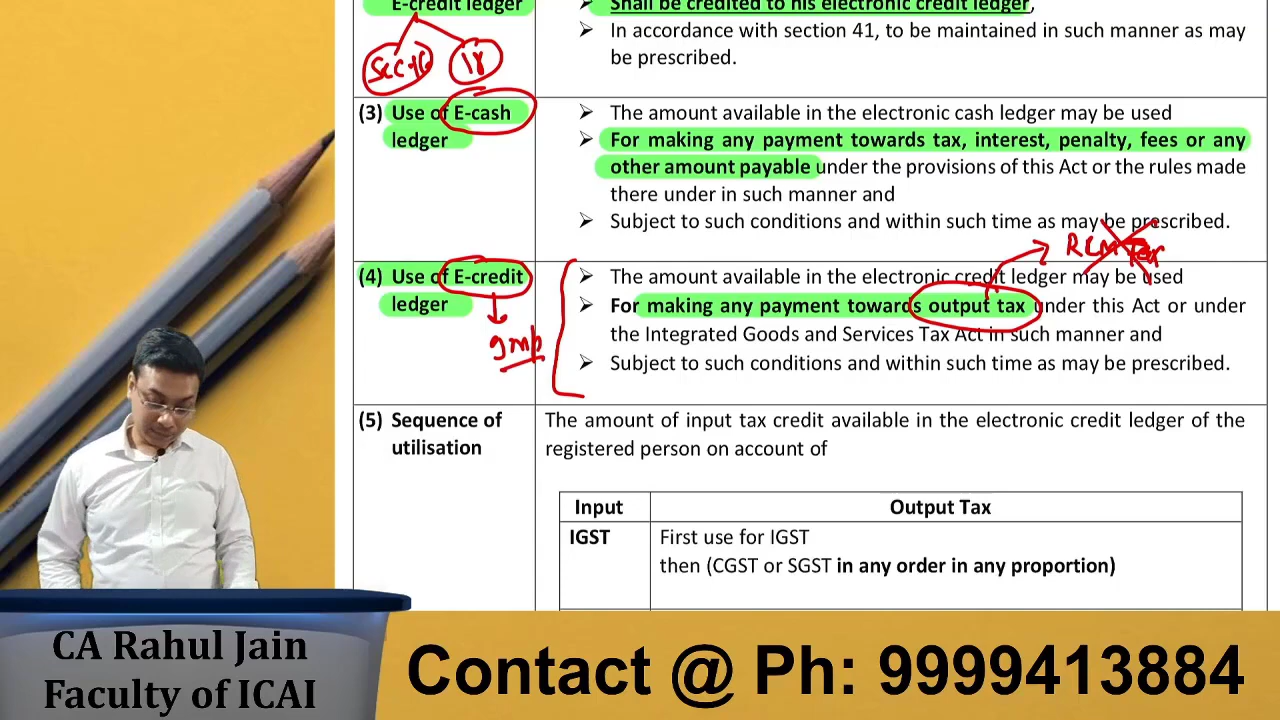 E-credit ledger
➢ Shall be credited to his electronic credit ledger,
➢ In accordance with section 41, to be maintained in such manner as may
be prescribed.
Sec-16 18
(3) Use of E-cash
ledger
➢ The amount available in the electronic cash ledger may be used
➢ For making any payment towards tax, interest, penalty, fees or any
other amount payable under the provisions of this Act or the rules made
there under in such manner and
➢ Subject to such conditions and within such time as may be prescribed.
RCM
(4) Use of E-credit
ledger
Imp
➢ The amount available in the electronic credit ledger may be used
➢ For making any payment towards output tax under this Act or under
the Integrated Goods and Services Tax Act in such manner and
➢ Subject to such conditions and within such time as may be prescribed.
(5) Sequence of
utilisation
The amount of input tax credit available in the electronic credit ledger of the
registered person on account of
Input Output Tax
IGST First use for IGST
then (CGST or SGST in any order in any proportion)
CA Rahul Jain
Faculty of ICAI
Contact @ Ph: 9999413884